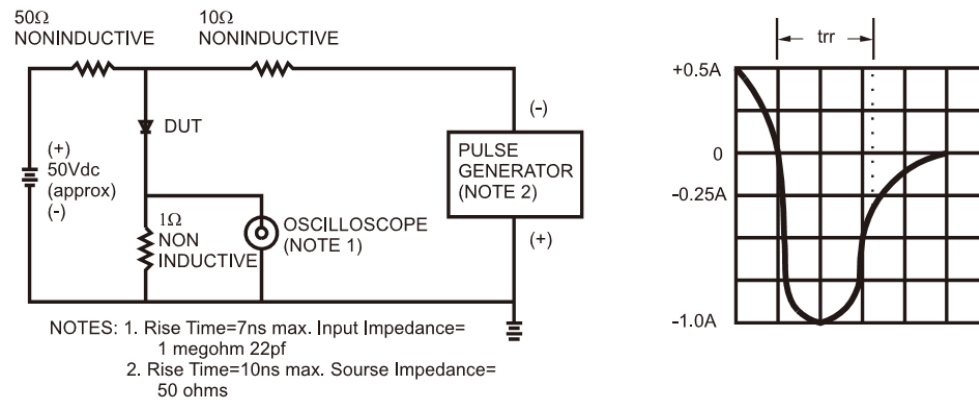 50Ω
NONINDUCTIVE
10Ω
NONINDUCTIVE
DUT
(+)
50Vdc
(approx)
(-)
1Ω
NON
INDUCTIVE
OSCILLOSCOPE
(NOTE 1)
(-)
PULSE
GENERATOR
(NOTE 2)
(+)
NOTES: 1. Rise Time=7ns max. Input Impedance=
1 megohm 22pf
2. Rise Time=10ns max. Sourse Impedance=
50 ohms
trr
+0.5A
0
-0.25A
-1.0A